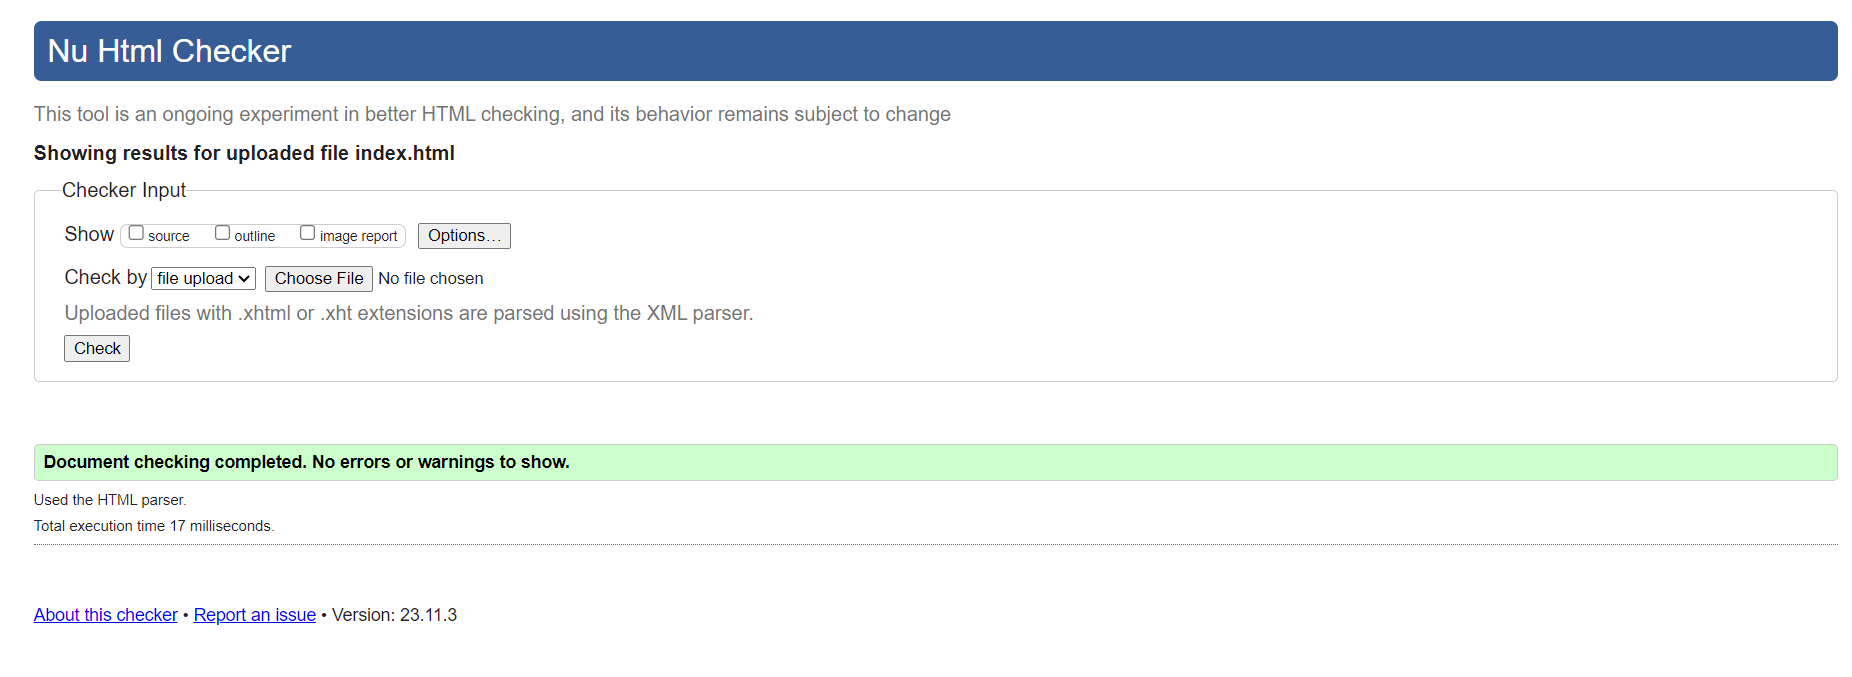 Nu Html Checker
This tool is an ongoing experiment in better HTML checking, and its behavior remains subject to change
Showing results for uploaded file index.html
Checker Input
Show source outline image report Options…
Check by file upload Choose File No file chosen
Uploaded files with .xhtml or .xht extensions are parsed using the XML parser.
Check
Document checking completed. No errors or warnings to show.
Used the HTML parser.
Total execution time 17 milliseconds.
About this checker • Report an issue • Version: 23.11.3